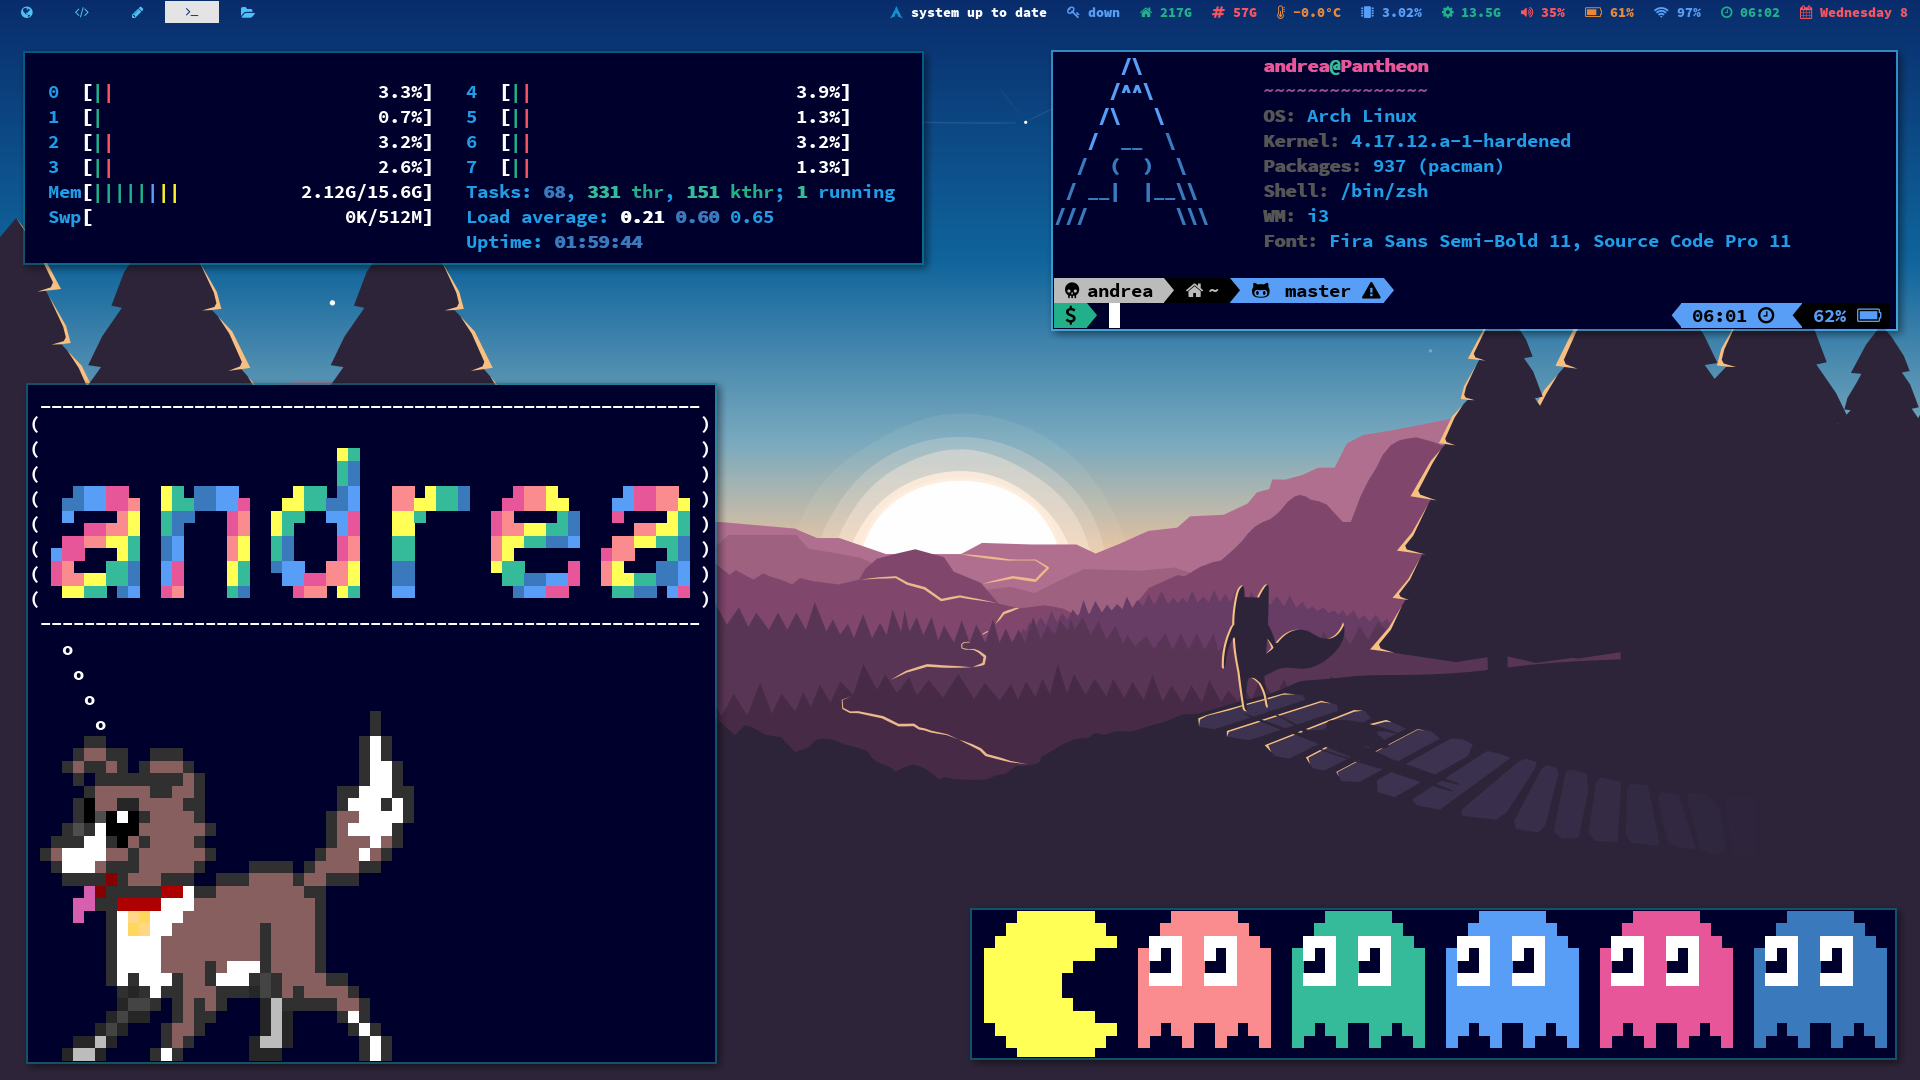 system up to date down 217G 57G -0.0°C 3.02% 13.5G 35% 61% 97% 06:02 Wednesday 8
0 [|| 3.3%] 4 [|| 3.9%]
1 [| 0.7%] 5 [|| 1.3%]
2 [|| 3.2%] 6 [|| 3.2%]
3 [|| 2.6%] 7 [|| 1.3%]
Mem[|||||||| 2.12G/15.6G] Tasks: 68, 331 thr, 151 kthr; 1 running
Swp[ 0K/512M] Load average: 0.21 0.60 0.65
Uptime: 01:59:44
andrea@Pantheon
~~~~~~~~~~~~~~~
OS: Arch Linux
Kernel: 4.17.12.a-1-hardened
Packages: 937 (pacman)
Shell: /bin/zsh
WM: i3
Font: Fira Sans Semi-Bold 11, Source Code Pro 11
andrea ~ master
$ 06:01 62%
andrea